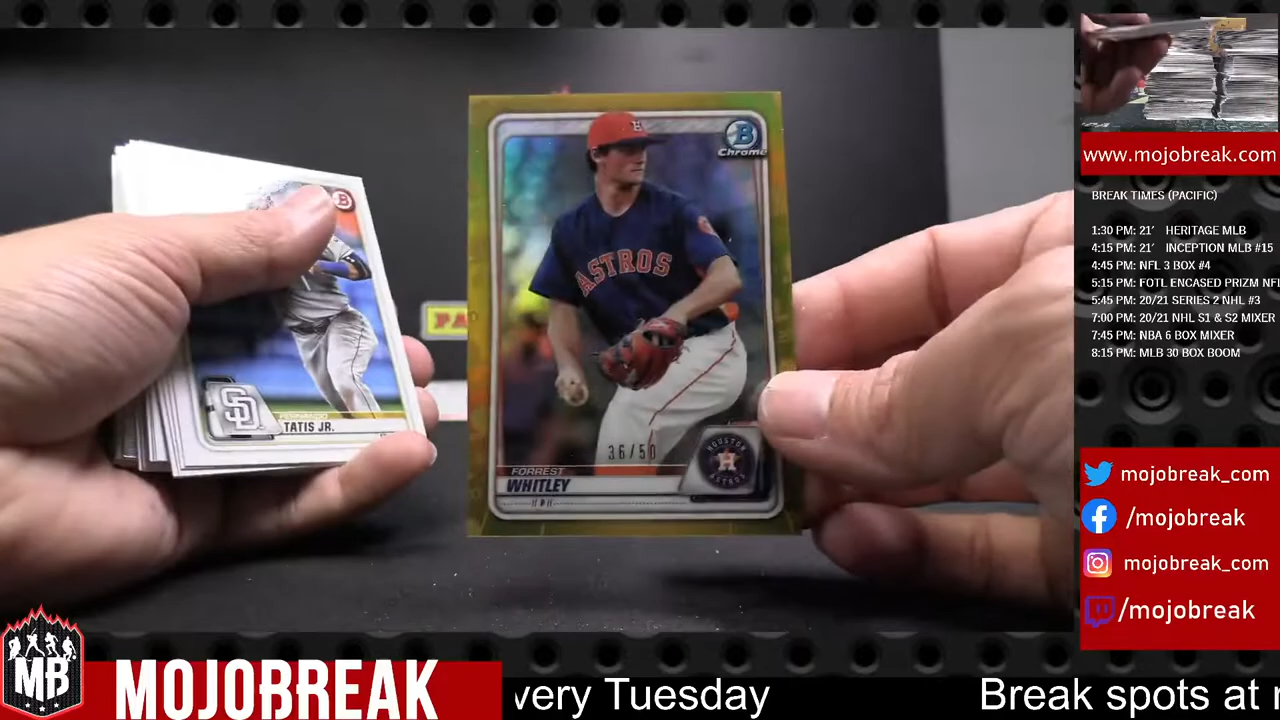 B
Chrome
H
ASTROS
36/50
FORREST
WHITLEY
HOUSTON
ASTROS
B
SD
FERNANDO
TATIS JR.
PA
www.mojobreak.com
BREAK TIMES (PACIFIC)
1:30 PM: 21' HERITAGE MLB
4:15 PM: 21' INCEPTION MLB #15
4:45 PM: NFL 3 BOX #4
5:15 PM: FOTL ENCASED PRIZM NFL
5:45 PM: 20/21 SERIES 2 NHL #3
7:00 PM: 20/21 NHL S1 & S2 MIXER
7:45 PM: NBA 6 BOX MIXER
8:15 PM: MLB 30 BOX BOOM
mojobreak_com
/mojobreak
mojobreak_com
/mojobreak
MB
MOJOBREAK
very Tuesday
Break spots at